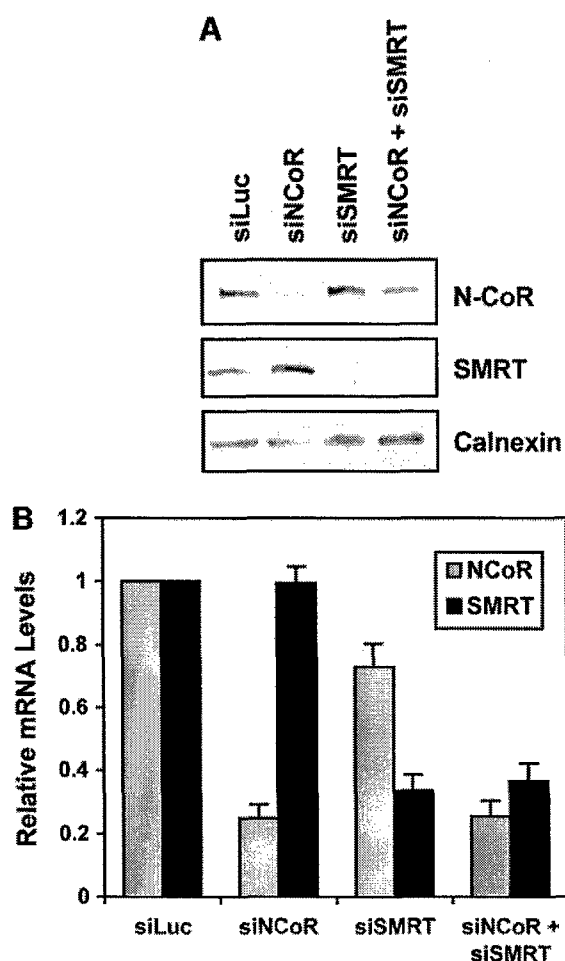 A
siLuc
siNCoR
siSMRT
siNCoR + siSMRT
N-CoR
SMRT
Calnexin
B
Relative mRNA Levels
1.2
1
0.8
0.6
0.4
0.2
0
NCoR
SMRT
siLuc
siNCoR
siSMRT
siNCoR +
siSMRT